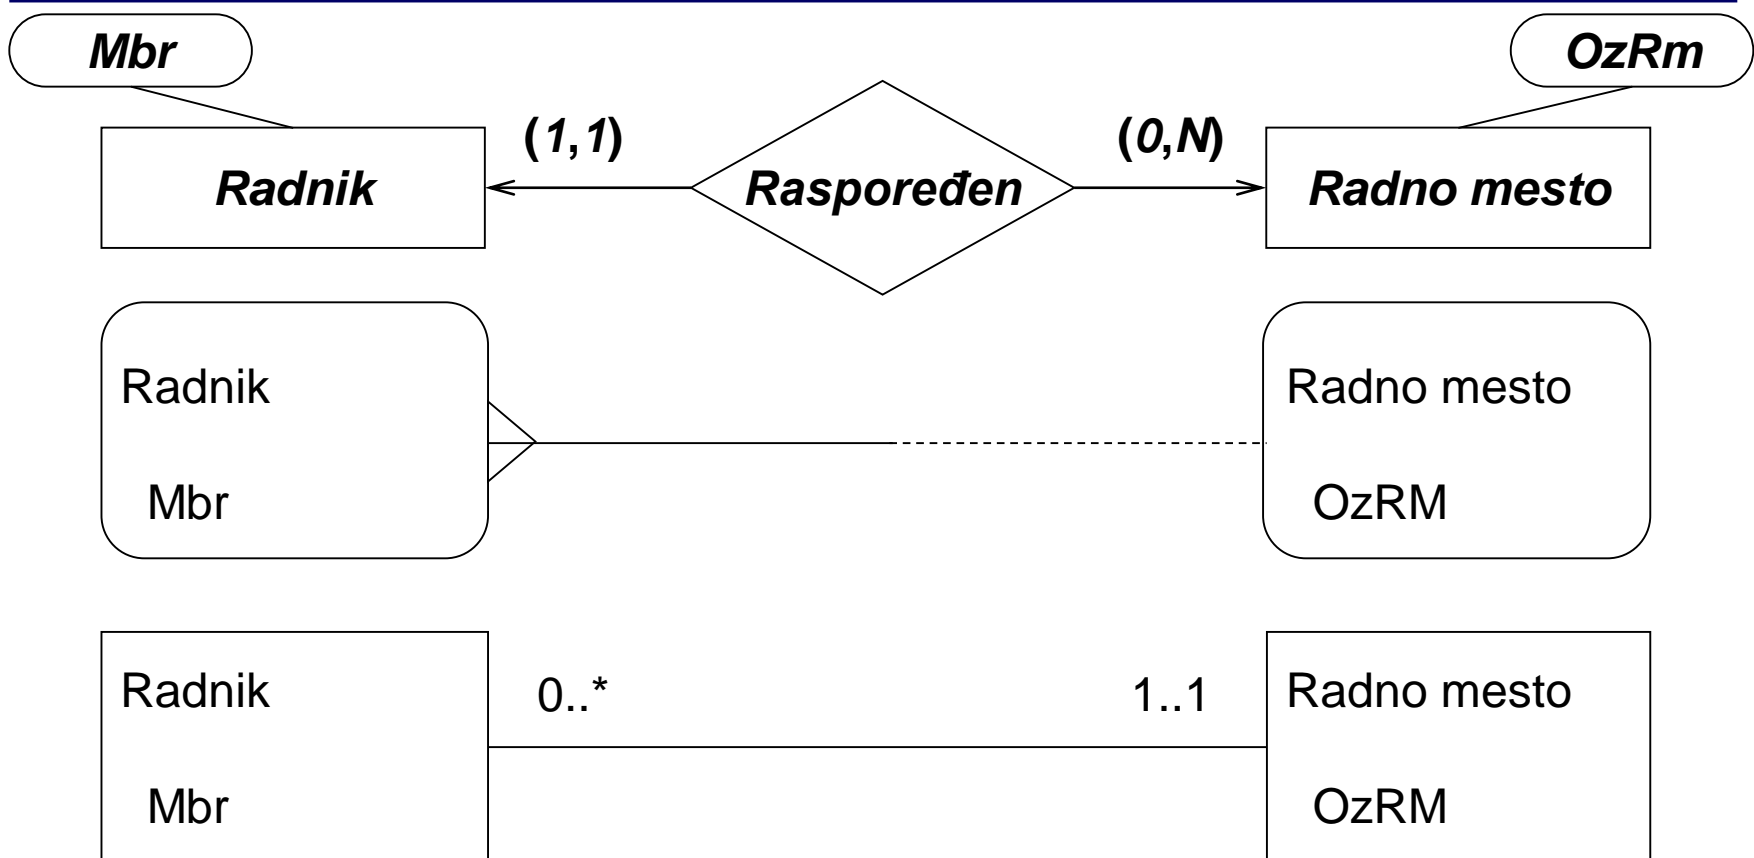 Mbr
OzRm
(1,1)
(0,N)
Radnik
Raspoređen
Radno mesto
Radnik
Radno mesto
Mbr
OzRM
Radnik
0..*
1..1
Radno mesto
Mbr
OzRM